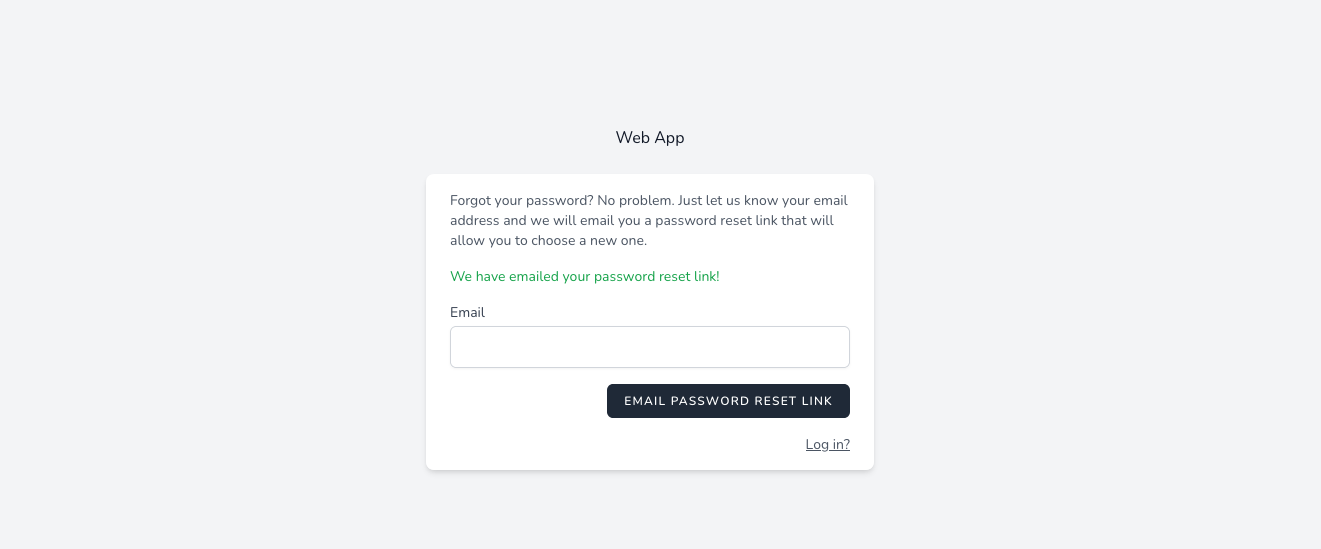 Web App
Forgot your password? No problem. Just let us know your email
address and we will email you a password reset link that will
allow you to choose a new one.
We have emailed your password reset link!
Email
EMAIL PASSWORD RESET LINK
Log in?